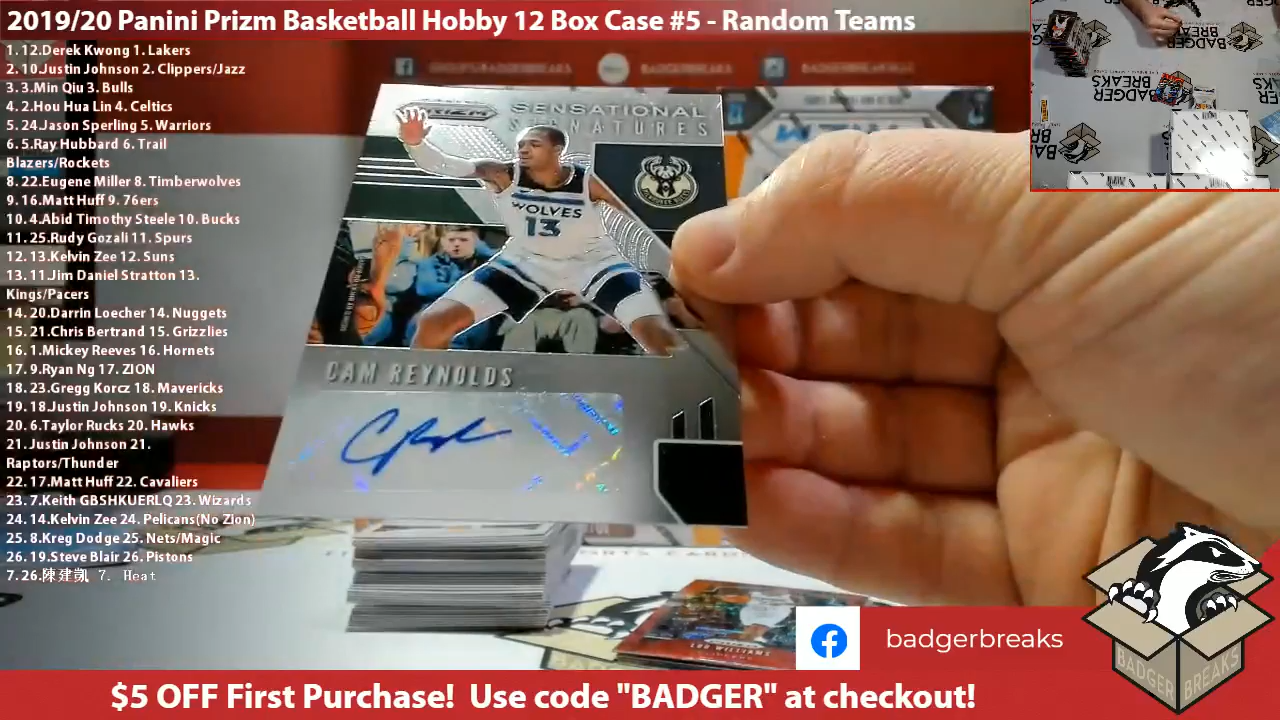 2019/20 Panini Prizm Basketball Hobby 12 Box Case #5 - Random Teams
1. 12.Derek Kwong 1. Lakers
2. 10.Justin Johnson 2. Clippers/Jazz
3. 3.Min Qiu 3. Bulls
4. 2.Hou Hua Lin 4. Celtics
5. 24.Jason Sperling 5. Warriors
6. 5.Ray Hubbard 6. Trail
Blazers/Rockets
8. 22.Eugene Miller 8. Timberwolves
9. 16.Matt Huff 9. 76ers
10. 4.Abid Timothy Steele 10. Bucks
11. 25.Rudy Gozali 11. Spurs
12. 13.Kelvin Zee 12. Suns
13. 11.Jim Daniel Stratton 13.
Kings/Pacers
14. 20.Darrin Loecher 14. Nuggets
15. 21.Chris Bertrand 15. Grizzlies
16. 1.Mickey Reeves 16. Hornets
17. 9.Ryan Ng 17. ZION
18. 23.Gregg Korcz 18. Mavericks
19. 18.Justin Johnson 19. Knicks
20. 6.Taylor Rucks 20. Hawks
21. Justin Johnson 21.
Raptors/Thunder
22. 17.Matt Huff 22. Cavaliers
23. 7.Keith GBSHKUERLQ 23. Wizards
24. 14.Kelvin Zee 24. Pelicans(No Zion)
25. 8.Kreg Dodge 25. Nets/Magic
26. 19.Steve Blair 26. Pistons
7. 26.陳建凱 7. Heat
PRIZM
SENSATIONAL
SIGNATURES
WOLVES
13
CAM REYNOLDS
LOU WILLIAMS
BADGER
BREAKS
badgerbreaks
BADGER BREAKS
$5 OFF First Purchase! Use code "BADGER" at checkout!